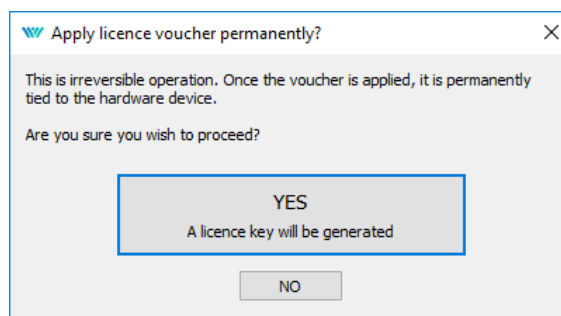 Apply licence voucher permanently?
This is irreversible operation. Once the voucher is applied, it is permanently
tied to the hardware device.
Are you sure you wish to proceed?
YES
A licence key will be generated
NO